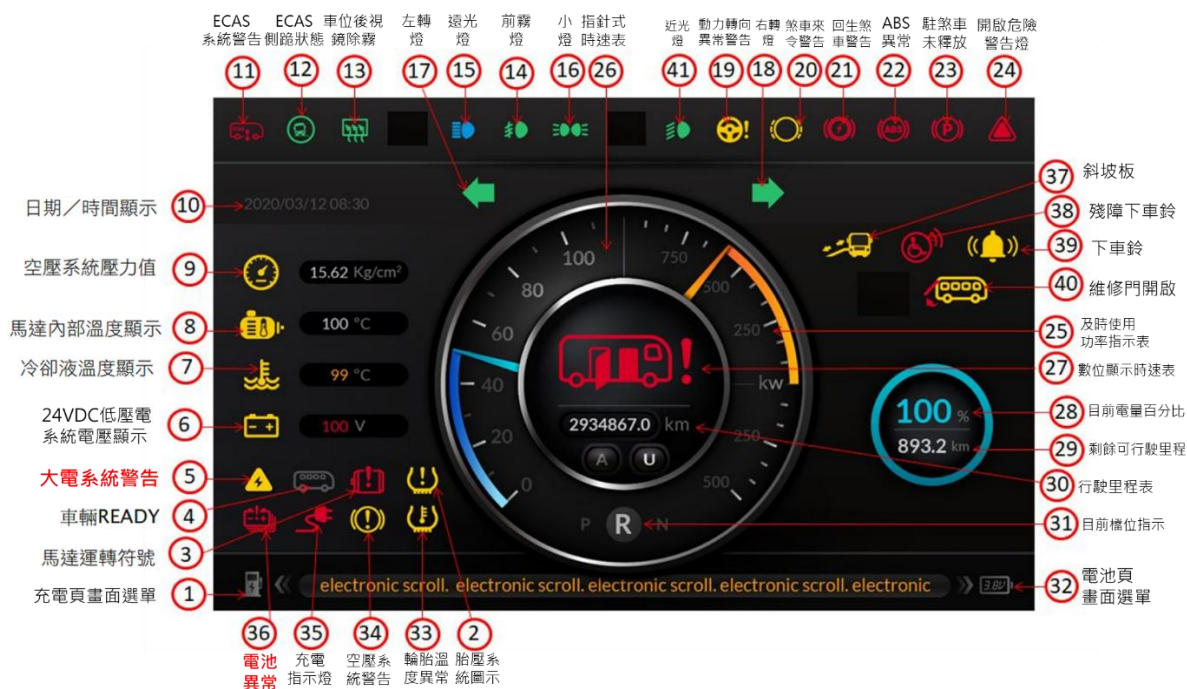 ECAS
系統警告
ECAS
側跪狀態
車位後視
鏡除霧
左轉
燈
遠光
燈
前霧
燈
小
燈
指針式
時速表
近光
燈
動力轉向
異常警告
右轉
燈
煞車來
令警告
回生煞
車警告
ABS
異常
駐煞車
未釋放
開啟危險
警告燈
11
12
13
17
15
14
16
26
41
19
18
20
21
22
23
24
ABS
P
日期／時間顯示
10
2020/03/12 08:30
空壓系統壓力值
9
15.62 Kg/cm²
馬達內部溫度顯示
8
100 °C
冷卻液溫度顯示
7
99 °C
24VDC低壓電
系統電壓顯示
6
100 V
大電系統警告
5
車輛READY
4
馬達運轉符號
3
充電頁畫面選單
1
0
20
40
60
80
100
750
500
250
kw
250
500
2934867.0 km
A
U
P R N
37
斜坡板
38
殘障下車鈴
39
下車鈴
40
維修門開啟
25
及時使用
功率指示表
27
數位顯示時速表
100 %
28
目前電量百分比
893.2 km
29
剩餘可行駛里程
30
行駛里程表
31
目前檔位指示
electronic scroll. electronic scroll. electronic scroll. electronic scroll. electronic
3.8V
32
電池頁
畫面選單
36
35
34
33
2
電池
異常
充電
指示燈
空壓系
統警告
輪胎溫
度異常
胎壓系
統圖示